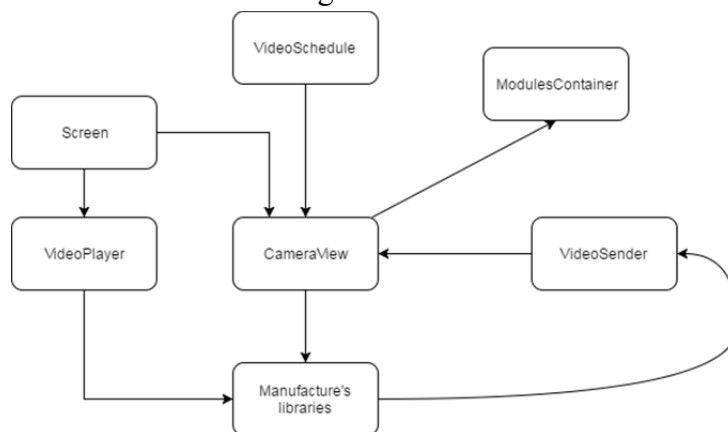 VideoSchedule
ModulesContainer
Screen
VideoPlayer
CameraView
VideoSender
Manufacture's
libraries